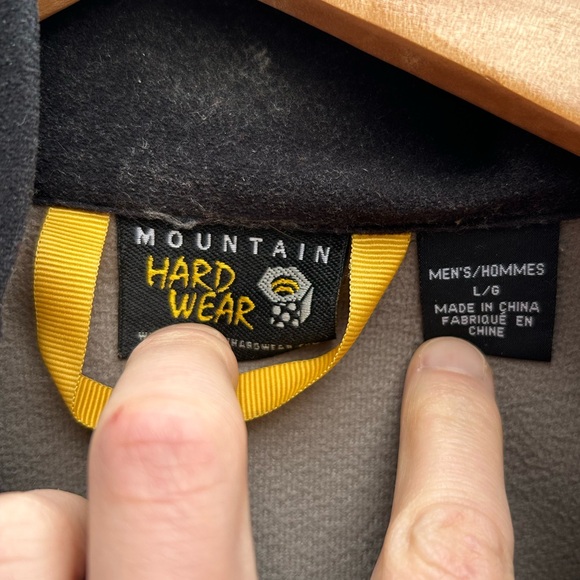 MOUNTAIN
HARD
WEAR
MEN'S/HOMMES
L/G
MADE IN CHINA
FABRIQUÉ EN
CHINE